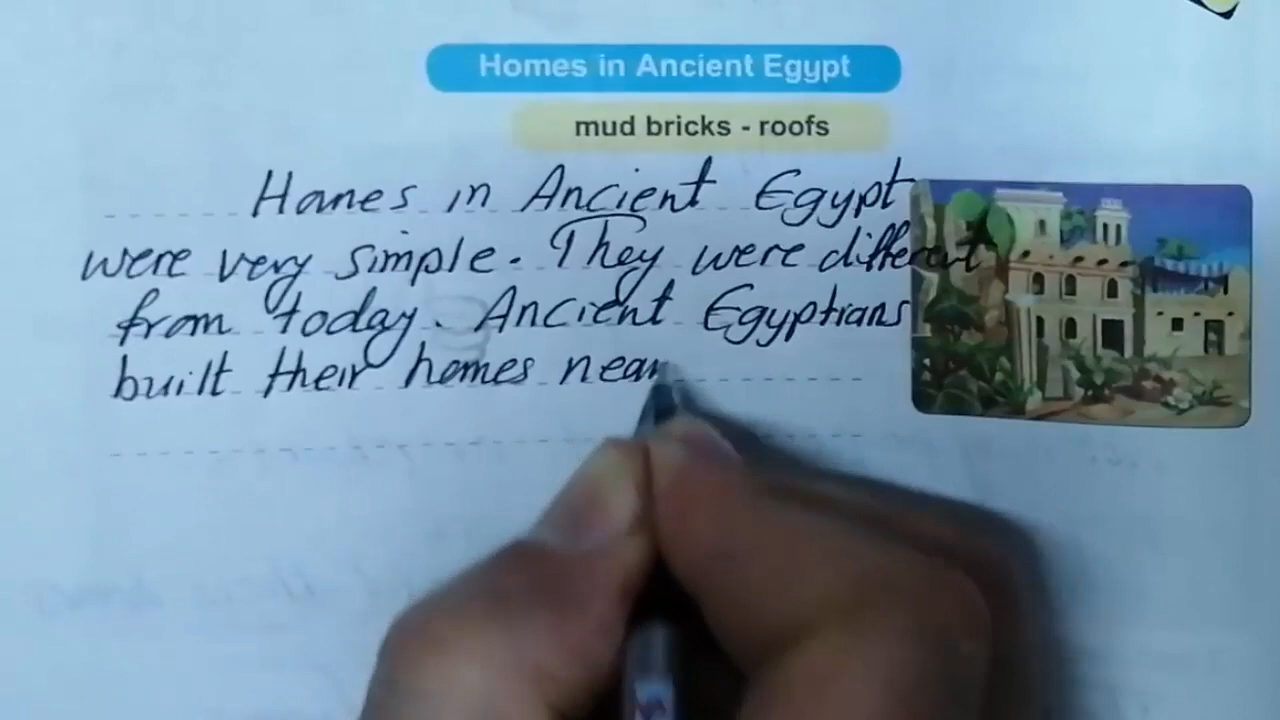 Homes in Ancient Egypt
mud bricks - roofs
Homes in Ancient Egypt
were very simple. They were different
from today. Ancient Egyptians
built their homes near